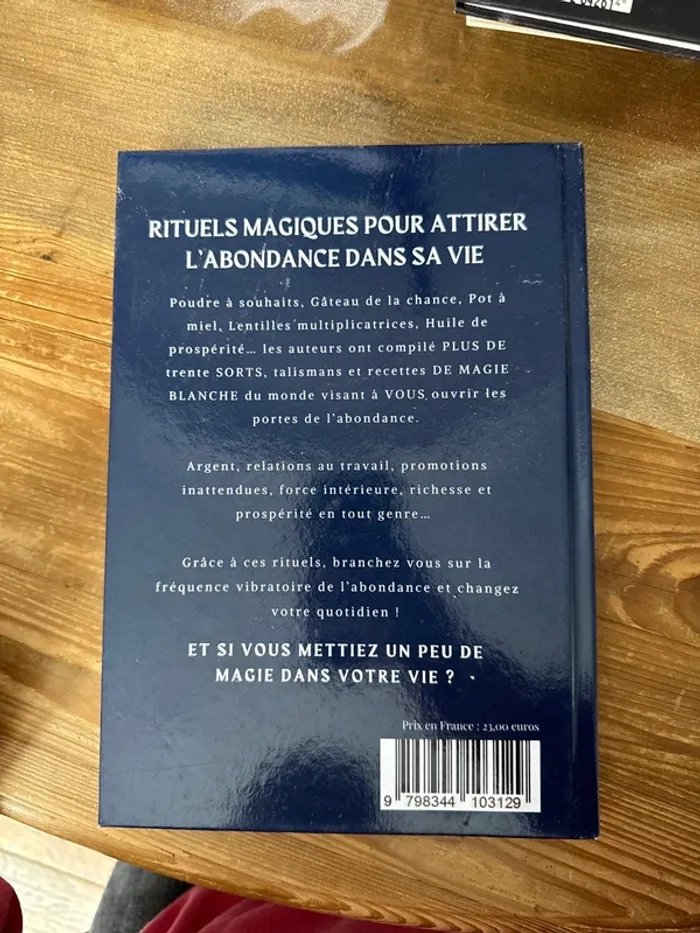 RITUELS MAGIQUES POUR ATTIRER
L'ABONDANCE DANS SA VIE
Poudre à souhaits, Gâteau de la chance, Pot à
miel, Lentilles multiplicatrices, Huile de
prospérité... les auteurs ont compilé PLUS DE
trente SORTS, talismans et recettes DE MAGIE
BLANCHE du monde visant à VOUS ouvrir les
portes de l'abondance.
Argent, relations au travail, promotions
inattendues, force intérieure, richesse et
prospérité en tout genre...
Grâce à ces rituels, branchez vous sur la
fréquence vibratoire de l'abondance et changez
votre quotidien !
ET SI VOUS METTIEZ UN PEU DE
MAGIE DANS VOTRE VIE ?
Prix en France : 23,00 euros
9 798344 103129